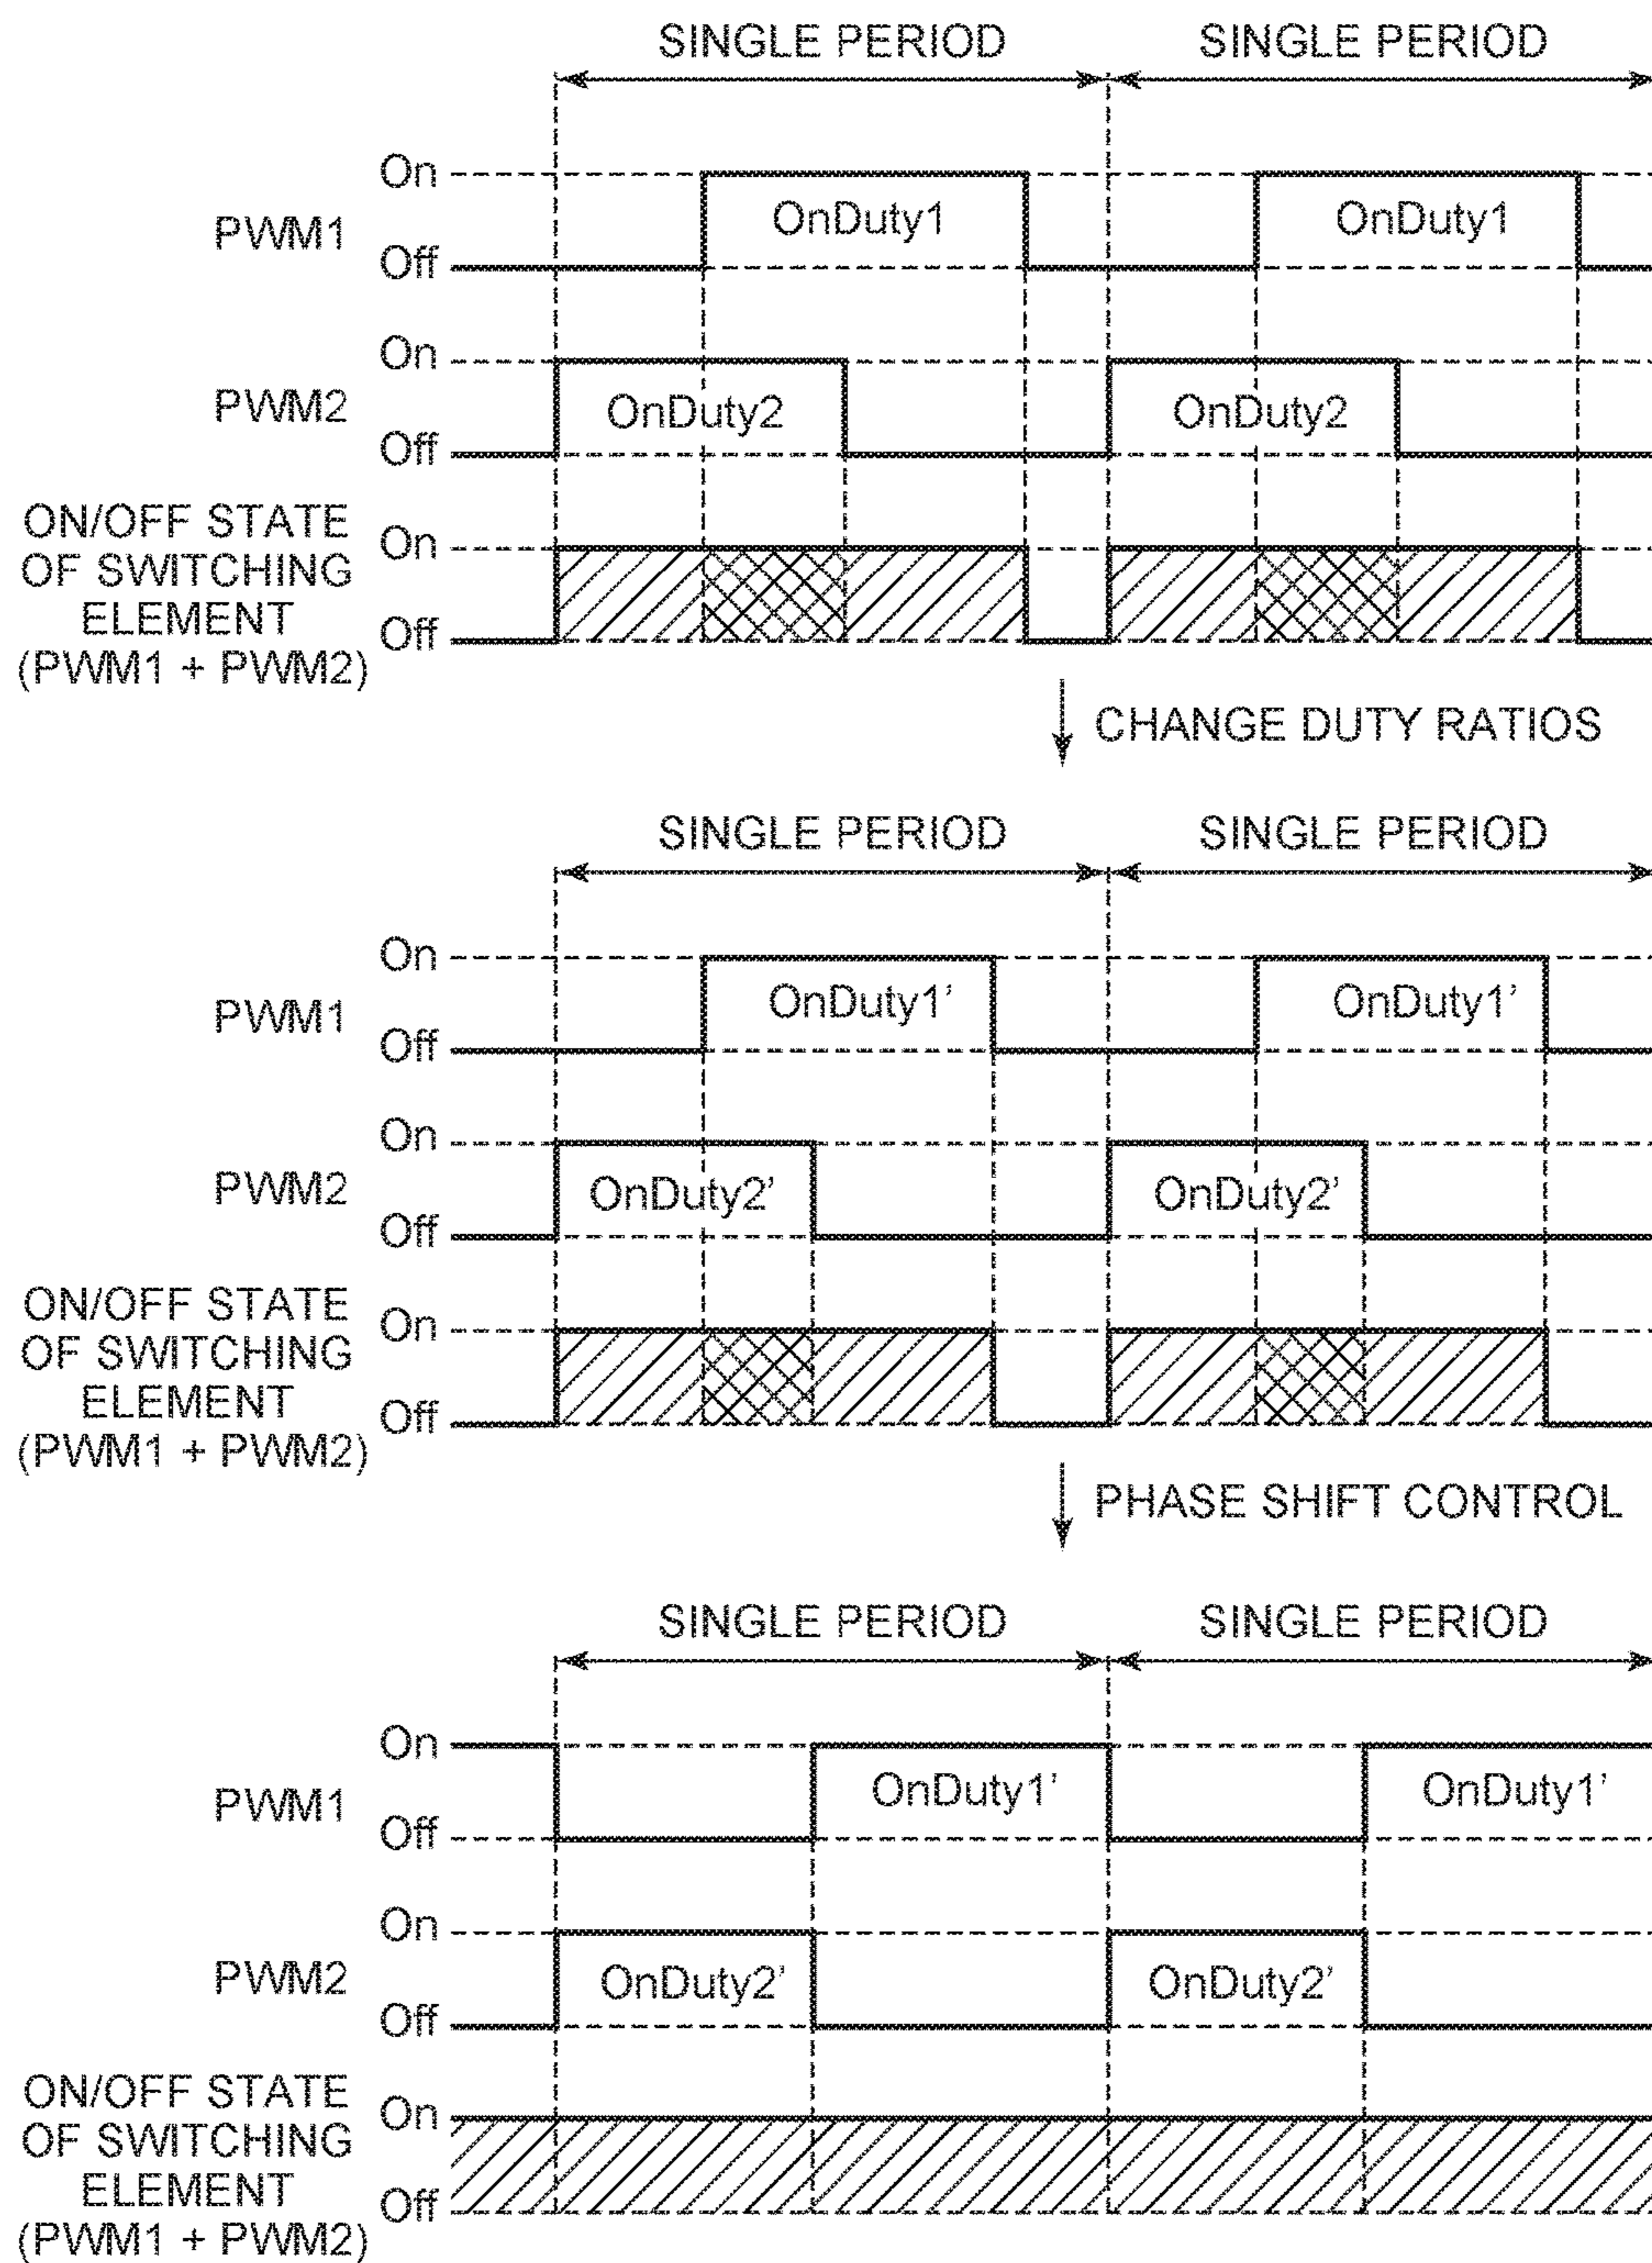 SINGLE PERIOD SINGLE PERIOD
On
PWM1
OnDuty1 OnDuty1
Off
On
PWM2
OnDuty2 OnDuty2
Off
ON/OFF STATE
OF SWITCHING
ELEMENT
(PWM1 + PWM2)
On
Off
CHANGE DUTY RATIOS
SINGLE PERIOD SINGLE PERIOD
On
PWM1
OnDuty1’ OnDuty1’
Off
On
PWM2
OnDuty2’ OnDuty2’
Off
ON/OFF STATE
OF SWITCHING
ELEMENT
(PWM1 + PWM2)
On
Off
PHASE SHIFT CONTROL
SINGLE PERIOD SINGLE PERIOD
On
PWM1
OnDuty1’ OnDuty1’
Off
On
PWM2
OnDuty2’ OnDuty2’
Off
ON/OFF STATE
OF SWITCHING
ELEMENT
(PWM1 + PWM2)
On
Off